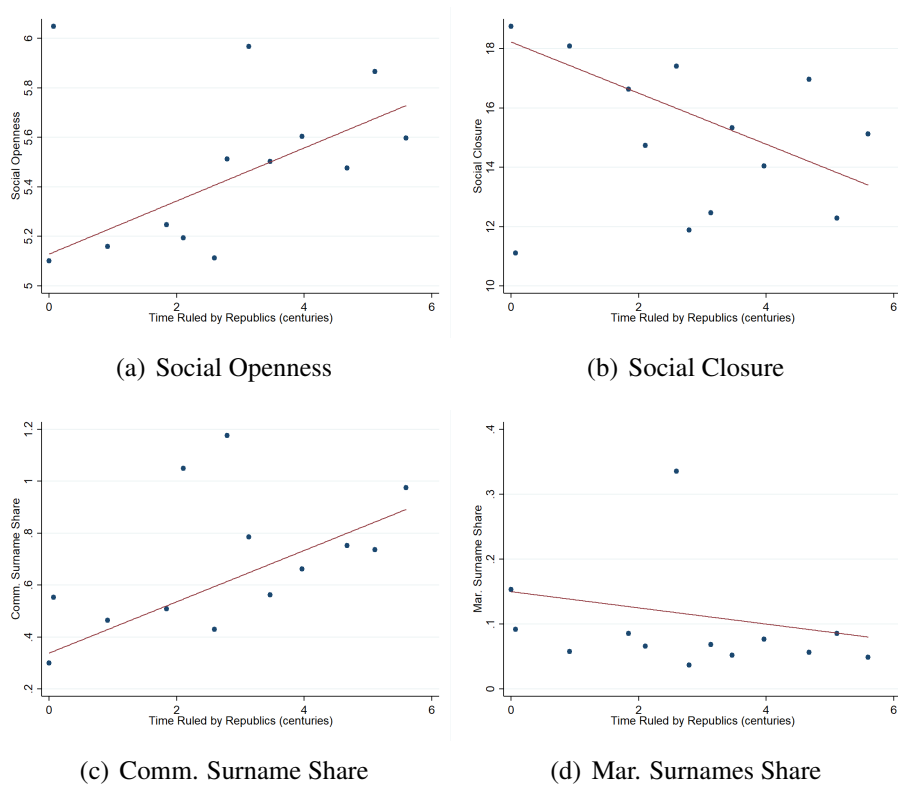 Social Openness
5 5.2 5.4 5.6 5.8 6
0 2 4 6
Time Ruled by Republics (centuries)
(a) Social Openness
Social Closure
10 12 14 16 18
0 2 4 6
Time Ruled by Republics (centuries)
(b) Social Closure
Comm. Surname Share
.2 .4 .6 .8 1 1.2
0 2 4 6
Time Ruled by Republics (centuries)
(c) Comm. Surname Share
Mar. Surname Share
0 .1 .2 .3 .4
0 2 4 6
Time Ruled by Republics (centuries)
(d) Mar. Surnames Share